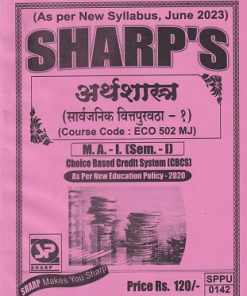 (As per New Syllabus, June 2023)
SHARP'S
अर्थशास्त्र
(सार्वजनिक वित्तपुरवठा - १)
(Course Code : ECO 502 MJ)
M. A. - I. (Sem. - I)
Choice Based Credit System (CBCS)
As Per New Education Policy - 2020
SP
SHARP
SHARP Makes You Sharp
Price Rs. 120/-
SPPU
0142